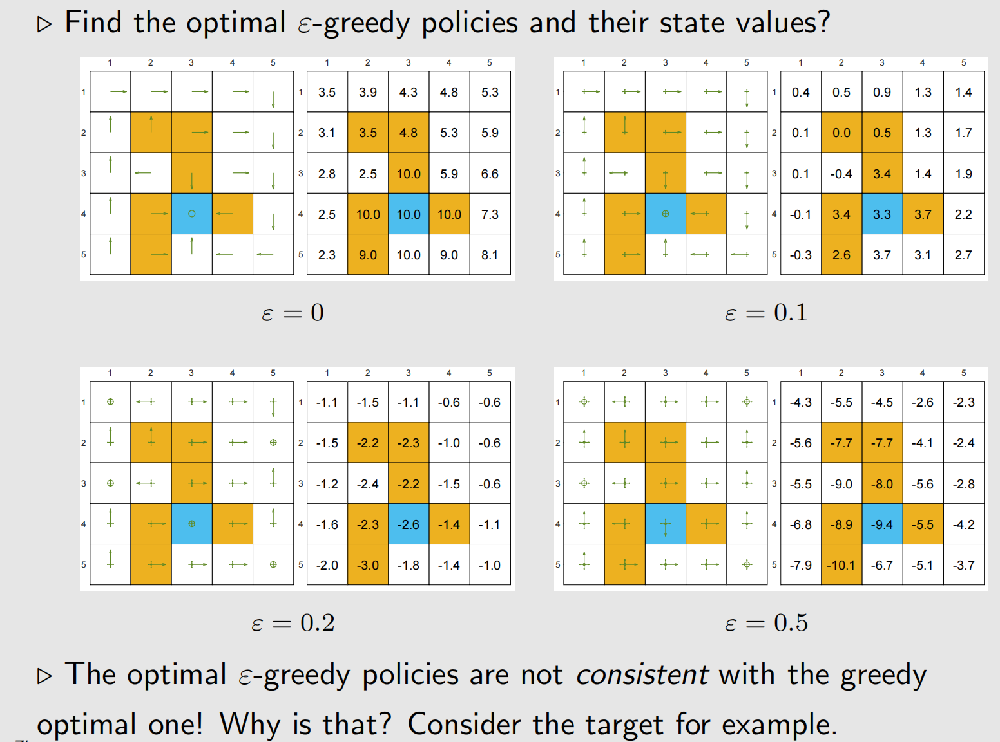 ▷ Find the optimal ε-greedy policies and their state values?
1 2 3 4 5 1 2 3 4 5 1 2 3 4 5 1 2 3 4 5
1 1 3.5 3.9 4.3 4.8 5.3 1 1 0.4 0.5 0.9 1.3 1.4
2 2 3.1 3.5 4.8 5.3 5.9 2 2 0.1 0.0 0.5 1.3 1.7
3 3 2.8 2.5 10.0 5.9 6.6 3 3 0.1 -0.4 3.4 1.4 1.9
4 4 2.5 10.0 10.0 10.0 7.3 4 4 -0.1 3.4 3.3 3.7 2.2
5 5 2.3 9.0 10.0 9.0 8.1 5 5 -0.3 2.6 3.7 3.1 2.7
ε = 0 ε = 0.1
1 2 3 4 5 1 2 3 4 5 1 2 3 4 5 1 2 3 4 5
1 1 -1.1 -1.5 -1.1 -0.6 -0.6 1 1 -4.3 -5.5 -4.5 -2.6 -2.3
2 2 -1.5 -2.2 -2.3 -1.0 -0.6 2 2 -5.6 -7.7 -7.7 -4.1 -2.4
3 3 -1.2 -2.4 -2.2 -1.5 -0.6 3 3 -5.5 -9.0 -8.0 -5.6 -2.8
4 4 -1.6 -2.3 -2.6 -1.4 -1.1 4 4 -6.8 -8.9 -9.4 -5.5 -4.2
5 5 -2.0 -3.0 -1.8 -1.4 -1.0 5 5 -7.9 -10.1 -6.7 -5.1 -3.7
ε = 0.2 ε = 0.5
▷ The optimal ε-greedy policies are not consistent with the greedy
optimal one! Why is that? Consider the target for example.